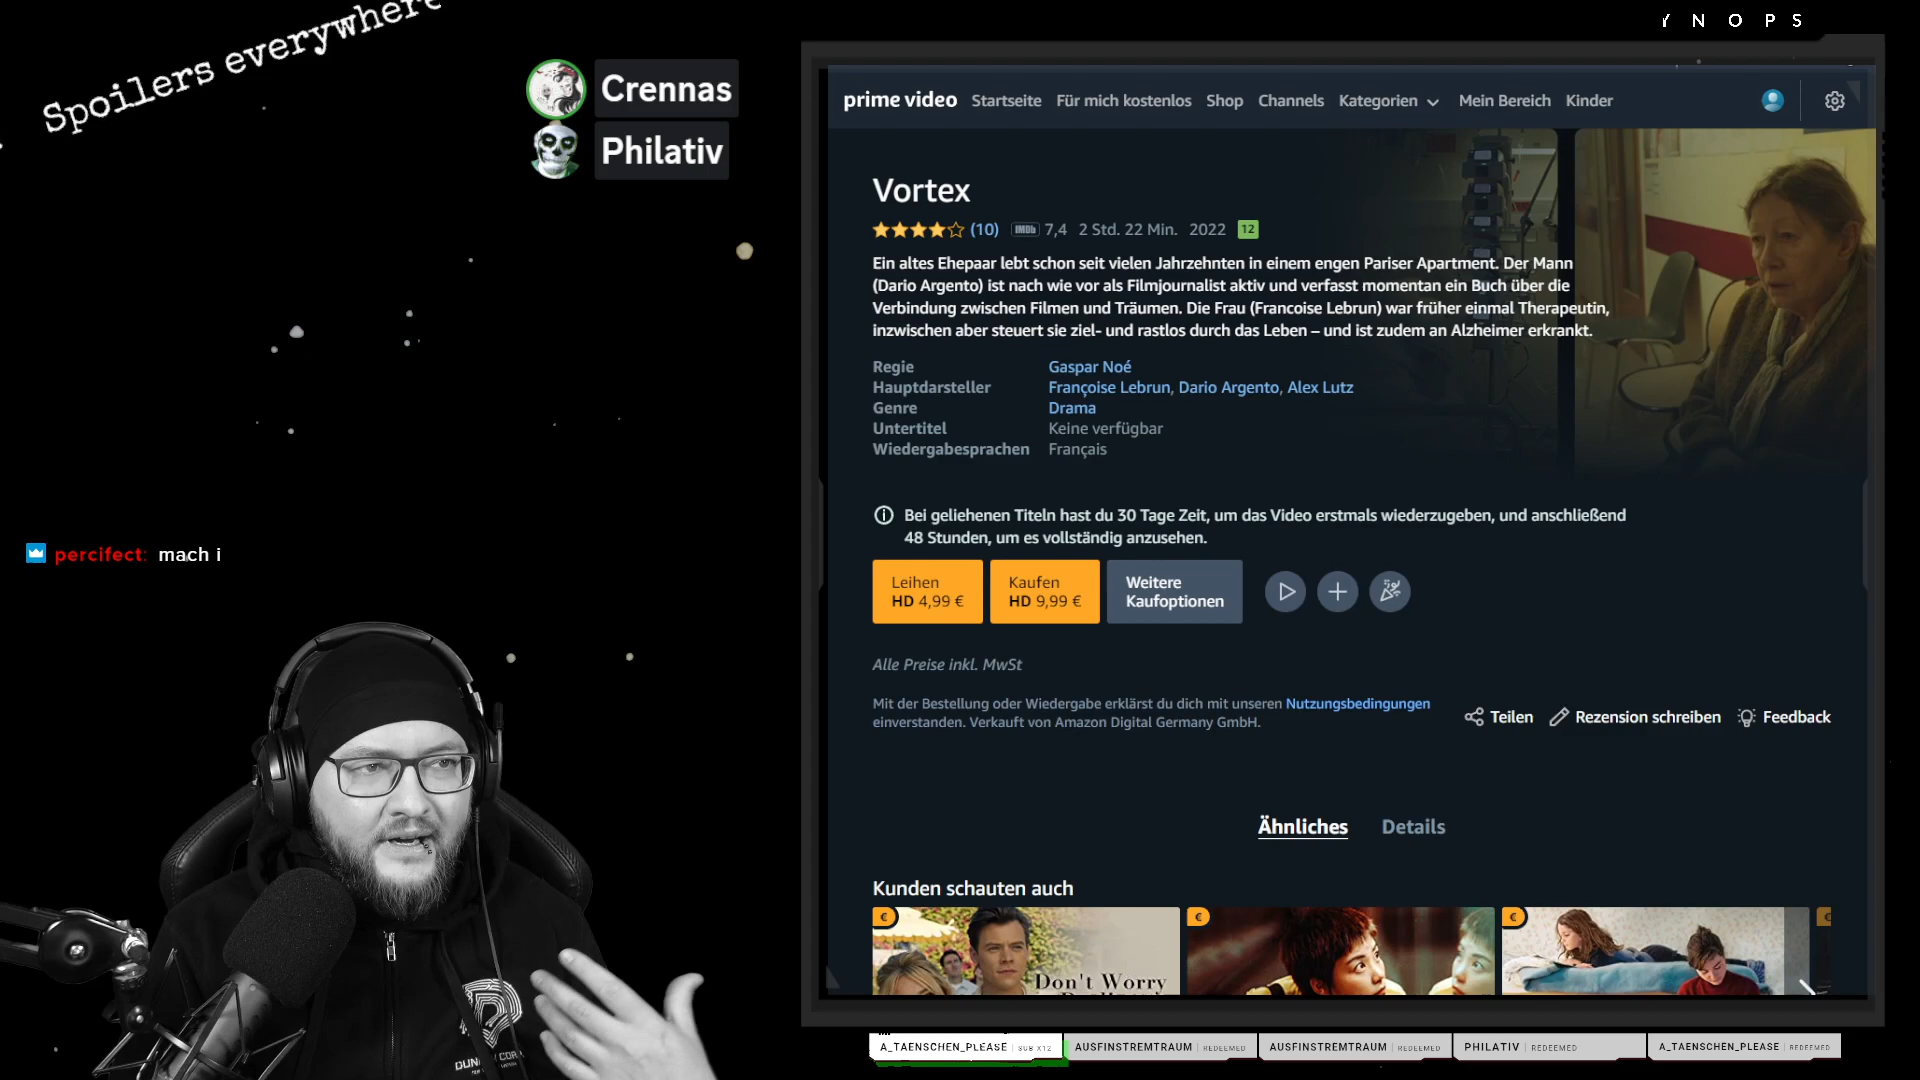 Spoilers everywhere
Crennas
Philativ
percifect: mach i
Y N O P S
prime video Startseite Für mich kostenlos Shop Channels Kategorien Mein Bereich Kinder
Vortex
(10) IMDb 7,4 2 Std. 22 Min. 2022 12
Ein altes Ehepaar lebt schon seit vielen Jahrzehnten in einem engen Pariser Apartment. Der Mann
(Dario Argento) ist nach wie vor als Filmjournalist aktiv und verfasst momentan ein Buch über die
Verbindung zwischen Filmen und Träumen. Die Frau (Francoise Lebrun) war früher einmal Therapeutin,
inzwischen aber steuert sie ziel- und rastlos durch das Leben – und ist zudem an Alzheimer erkrankt.
Regie Gaspar Noé
Hauptdarsteller Françoise Lebrun, Dario Argento, Alex Lutz
Genre Drama
Untertitel Keine verfügbar
Wiedergabesprachen Français
Bei geliehenen Titeln hast du 30 Tage Zeit, um das Video erstmals wiederzugeben, und anschließend
48 Stunden, um es vollständig anzusehen.
Leihen
HD 4,99 €
Kaufen
HD 9,99 €
Weitere
Kaufoptionen
Alle Preise inkl. MwSt
Mit der Bestellung oder Wiedergabe erklärst du dich mit unseren Nutzungsbedingungen
einverstanden. Verkauft von Amazon Digital Germany GmbH.
Teilen Rezension schreiben Feedback
Ähnliches Details
Kunden schauten auch
€ € € €
Don't Worry
A_TAENSCHEN_PLEASE SUB X12 AUSFINSTREMTRAUM REDEEMED AUSFINSTREMTRAUM REDEEMED PHILATIV REDEEMED A_TAENSCHEN_PLEASE REDEEMED